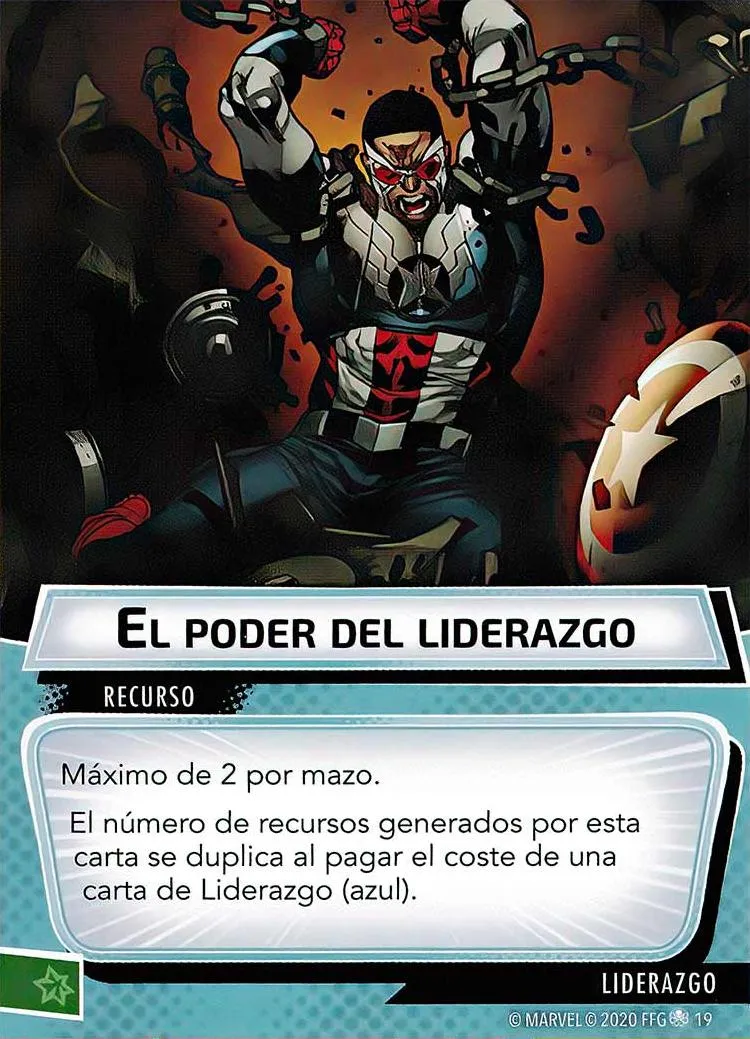 EL PODER DEL LIDERAZGO
RECURSO
Máximo de 2 por mazo.
El número de recursos generados por esta
carta se duplica al pagar el coste de una
carta de Liderazgo (azul).
LIDERAZGO
© MARVEL © 2020 FFG 19